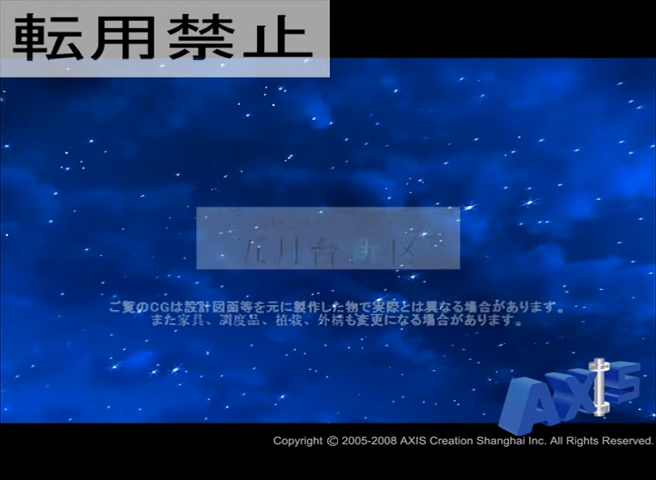 転用禁止
ご覧のCGは設計図面等を元に製作した物で実際とは異なる場合があります。
また家具、調度品、植栽、外構も変更になる場合があります。
AXIS
Copyright © 2005-2008 AXIS Creation Shanghai Inc. All Rights Reserved.